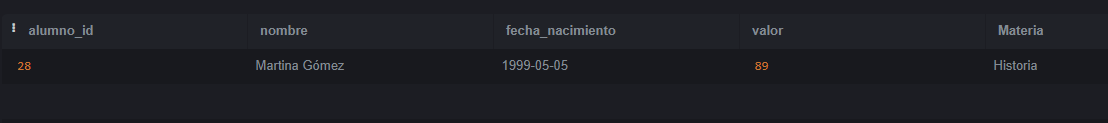 alumno_id nombre fecha_nacimiento valor Materia
28 Martina Gómez 1999-05-05 89 Historia